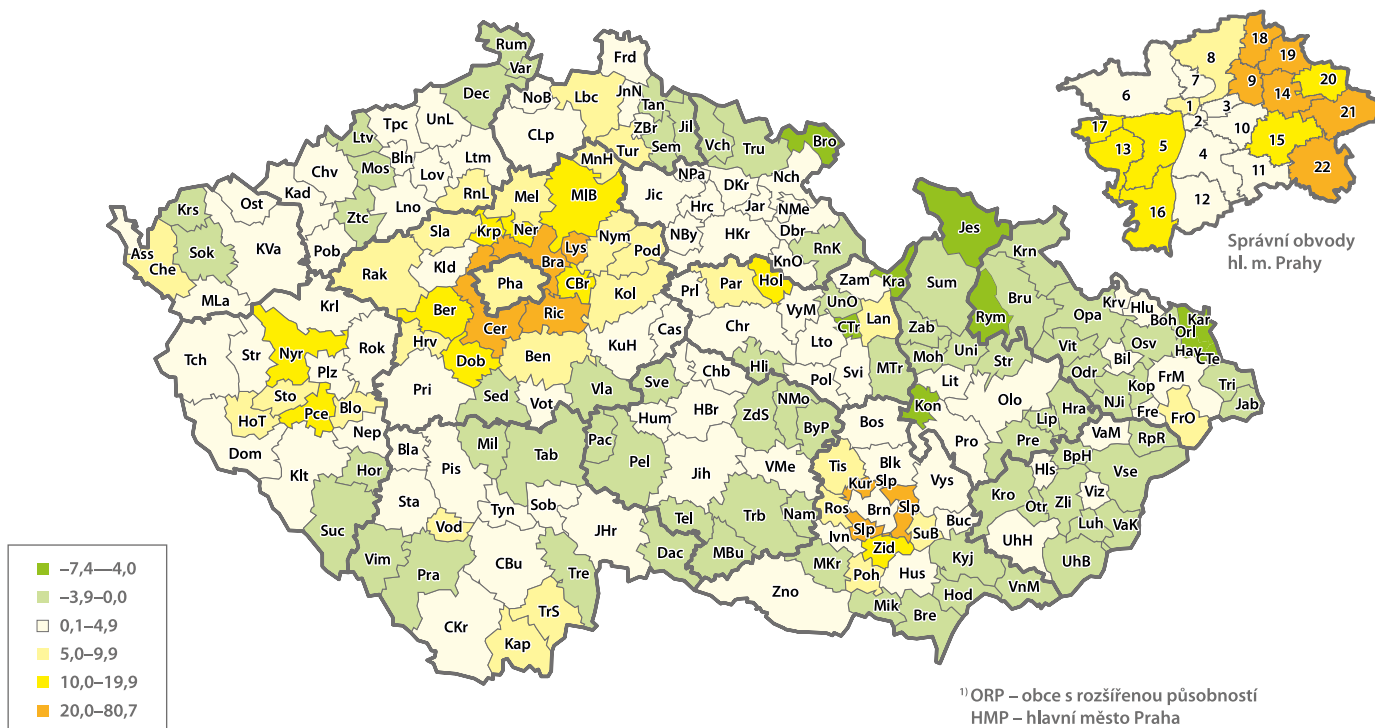 Rum
Var
Dec
Frd
NoB
Lbc
JnN
Tan
Ltv
Tpc
UnL
CLp
ZBr
Jil
Sem
Vch
Tru
Bro
Tur
Mos
Bln
Ltm
Chv
Lov
MnH
Nch
Kad
RnL
NPa
DKr
Krs
Ost
Ztc
Lno
Mel
MlB
Jic
Hrc
Jar
NMe
Sok
KVa
Pob
Sla
Krp
Ner
Nym
NBy
HKr
Dbr
Ass
Che
Rak
Kld
Bra
Lys
Pod
RnK
KnO
MLa
Krl
Pha
CBr
Kol
Par
Hol
Zam
Kra
Jes
Krn
Ber
Cer
Ric
Prl
VyM
UnO
Sum
Bru
Tch
Str
Nyr
Rok
Hrv
Dob
Ben
KuH
Cas
Chr
CTr
Lan
Rym
Opa
Krv
Hlu
Boh
Kar
Orl
Hav
CTe
Plz
Lto
Zab
Vit
Osv
Sto
Pri
Chb
Hli
Svi
MTr
Moh
Uni
Str
Bil
HoT
Pce
Blo
Sed
Vot
Vla
Sve
Pol
Lit
Odr
Kop
FrM
Tri
Dom
Nep
Hum
HBr
ZdS
NMo
ByP
Bos
Kon
Olo
NJi
Fre
FrO
Jab
Klt
Bla
Mil
Tab
Pac
Pel
Pro
Lip
Hra
Hor
Pis
Jih
VMe
Tis
Blk
Vys
Pre
VaM
RpR
Suc
Sta
Kur
Slp
Hls
BpH
Vse
Tyn
Sob
Ros
Brn
Slp
Kro
Otr
Zli
Viz
Vod
JHr
Tel
Trb
Nam
Ivn
Slp
SuB
Buc
Luh
VaK
Vim
Pra
CBu
Tre
Dac
MBu
MKr
Zid
Kyj
UhH
UhB
Poh
Hus
CKr
TrS
Zno
Mik
Bre
Hod
VnM
Kap
18
8
19
6
7
9
14
20
1
3
21
17
2
10
13
5
15
4
11
22
16
12
Správní obvody
hl. m. Prahy
–7,4––4,0
–3,9–0,0
0,1–4,9
5,0–9,9
10,0–19,9
20,0–80,7
1) ORP – obce s rozšířenou působností
HMP – hlavní město Praha